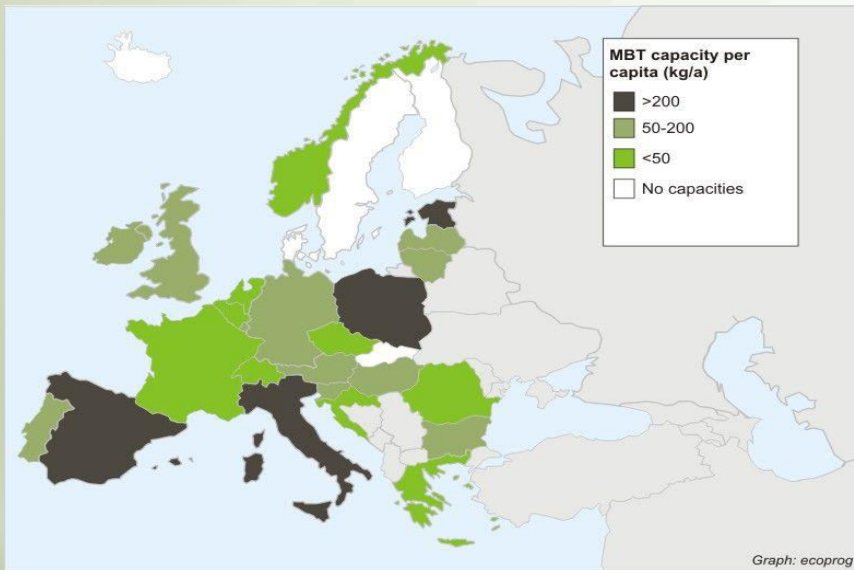 MBT capacity per
capita (kg/a)
>200
50-200
<50
No capacities
Graph: ecoprog